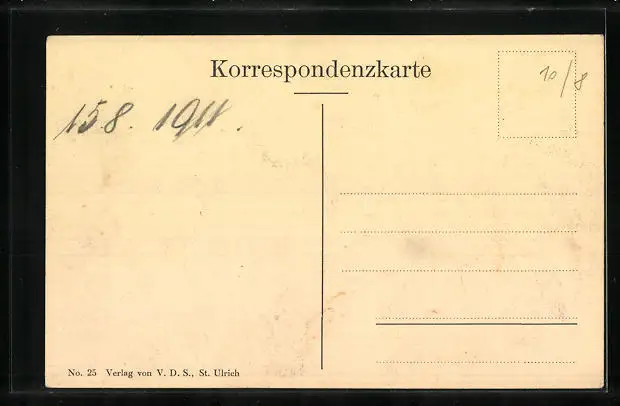 Korrespondenzkarte
10/8
15 8. 1911.
No. 25 Verlag von V. D. S., St. Ulrich